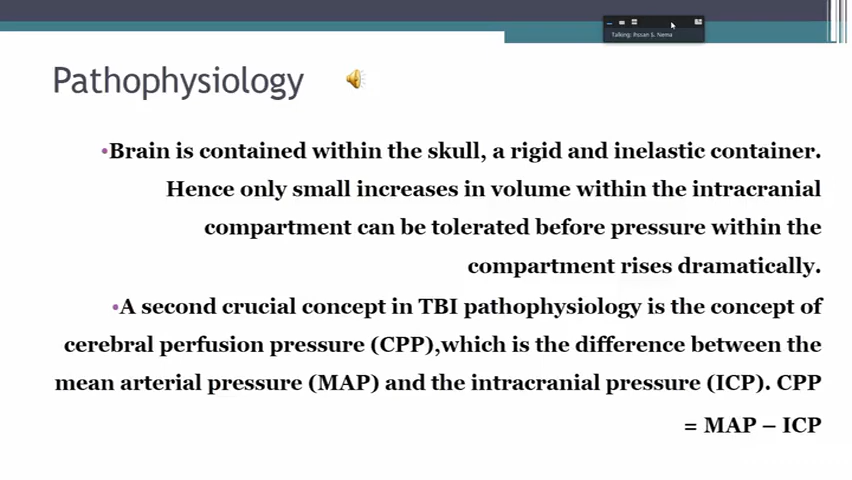 Talking: Assan S. Nema
Pathophysiology
•Brain is contained within the skull, a rigid and inelastic container.
Hence only small increases in volume within the intracranial
compartment can be tolerated before pressure within the
compartment rises dramatically.
•A second crucial concept in TBI pathophysiology is the concept of
cerebral perfusion pressure (CPP),which is the difference between the
mean arterial pressure (MAP) and the intracranial pressure (ICP). CPP
= MAP – ICP